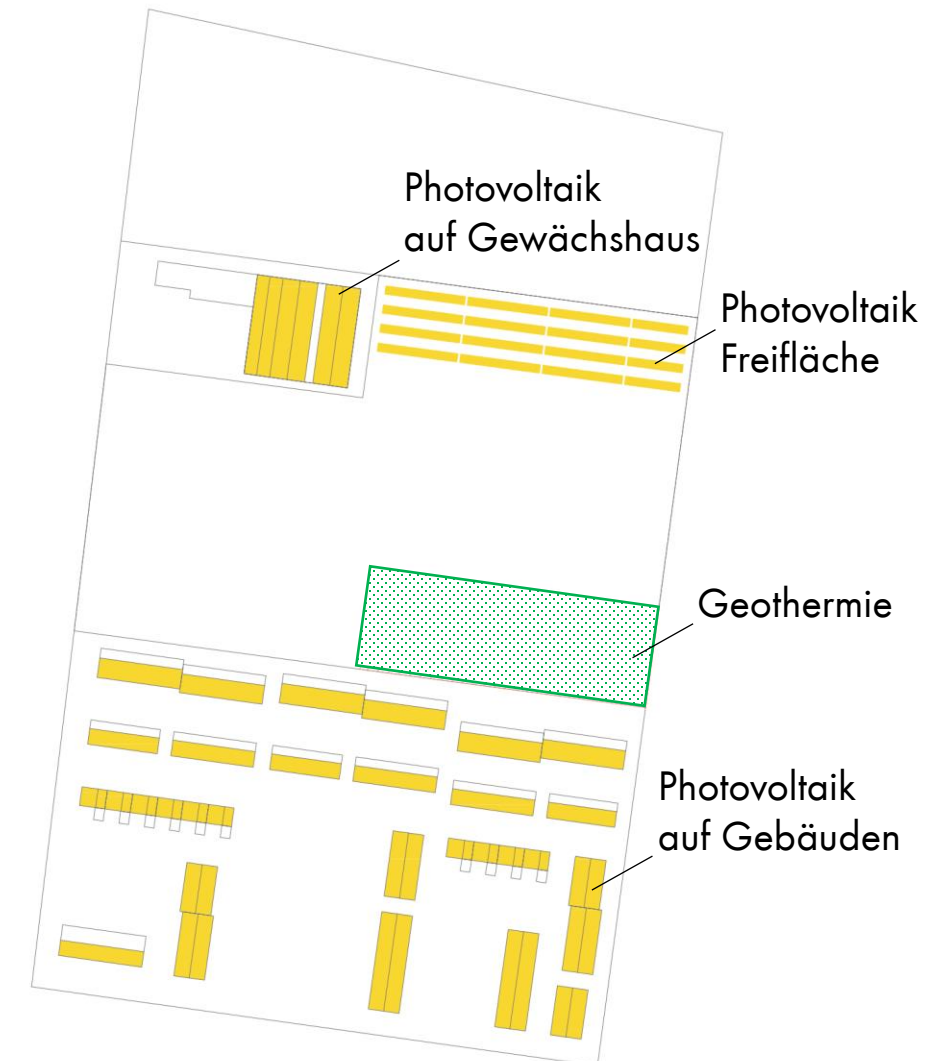 Photovoltaik
auf Gewächshaus
Photovoltaik
Freifläche
Geothermie
Photovoltaik
auf Gebäuden